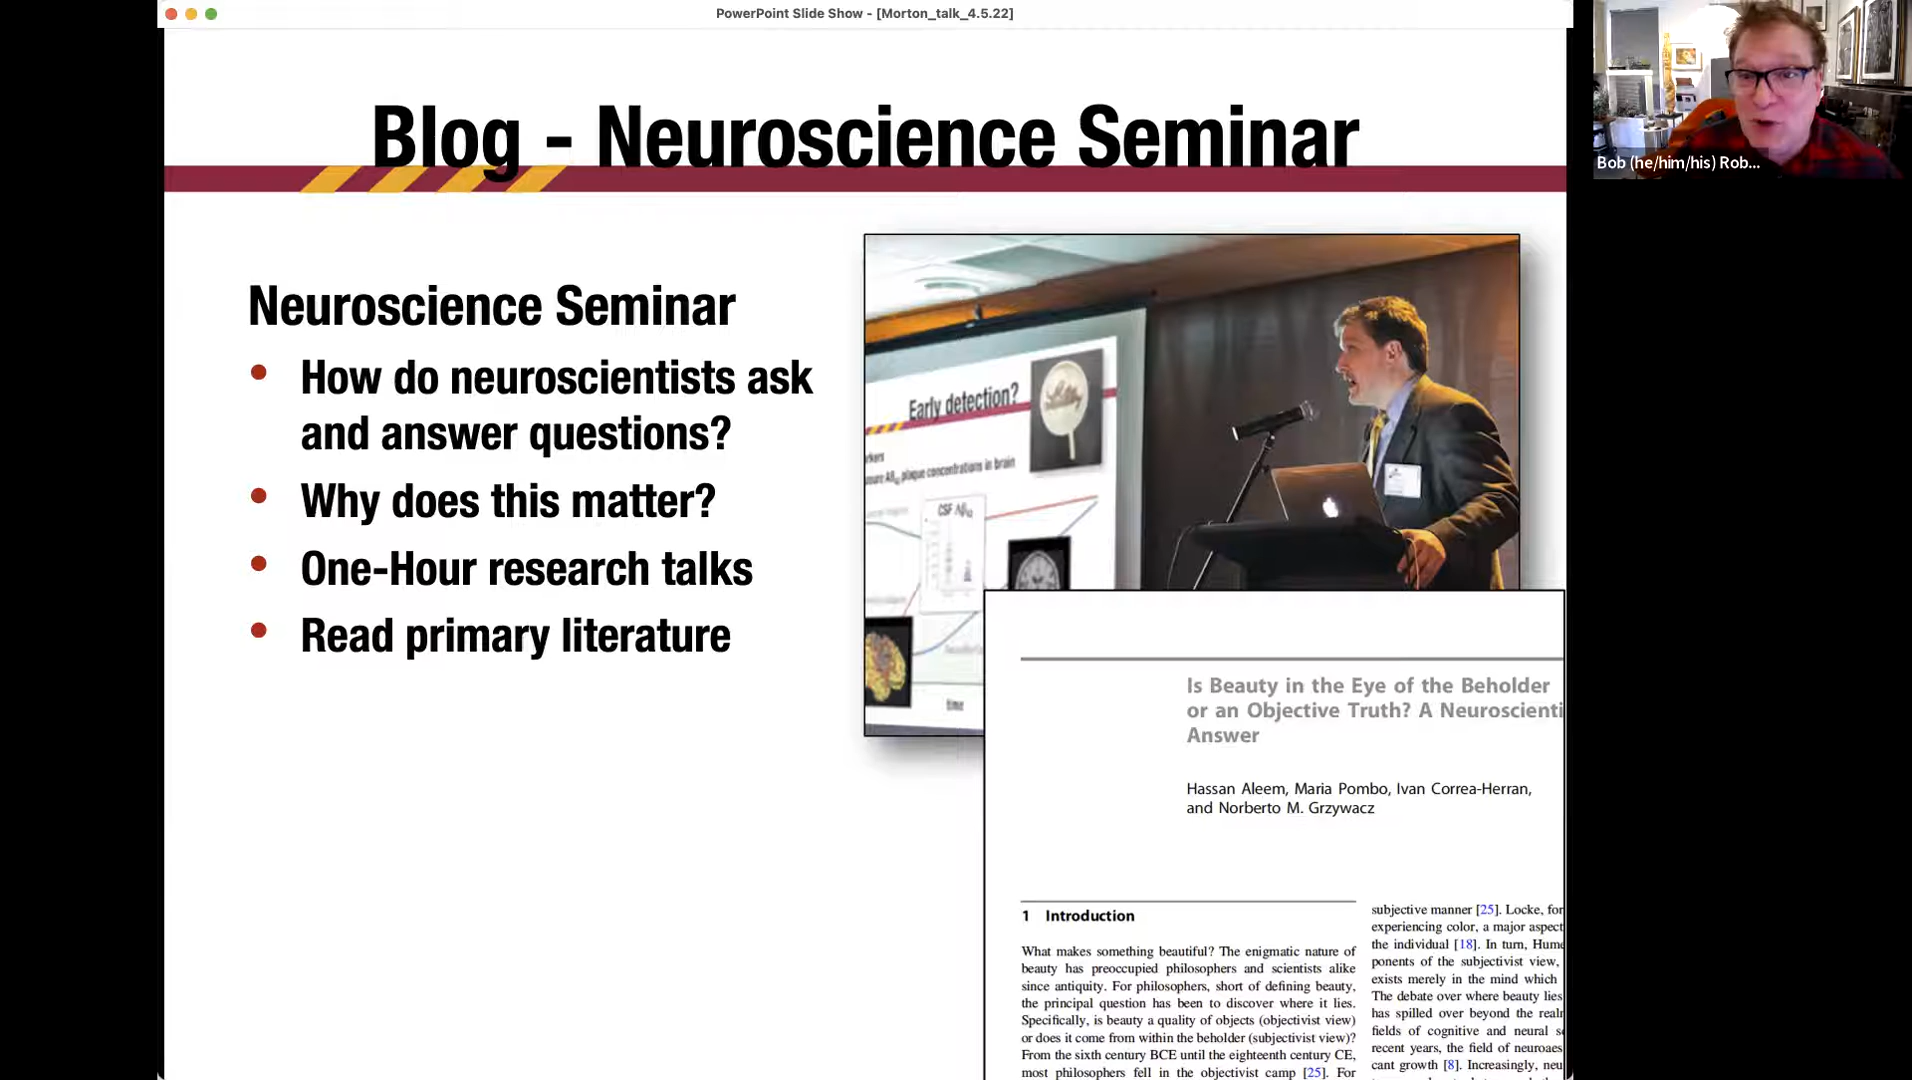 PowerPoint Slide Show - [Morton_talk_4.5.22]
Bob (he/him/his) Rob...
Blog - Neuroscience Seminar
Neuroscience Seminar
• How do neuroscientists ask
and answer questions?
• Why does this matter?
• One-Hour research talks
• Read primary literature
Early detection?
plaque concentrations in brain
CSF Aβ42
time
Is Beauty in the Eye of the Beholder
or an Objective Truth? A Neuroscienti
Answer
Hassan Aleem, Maria Pombo, Ivan Correa-Herran,
and Norberto M. Grzywacz
1 Introduction
What makes something beautiful? The enigmatic nature of
beauty has preoccupied philosophers and scientists alike
since antiquity. For philosophers, short of defining beauty,
the principal question has been to discover where it lies.
Specifically, is beauty a quality of objects (objectivist view)
or does it come from within the beholder (subjectivist view)?
From the sixth century BCE until the eighteenth century CE,
most philosophers fell in the objectivist camp [25]. For
subjective manner [25]. Locke, for
experiencing color, a major aspect
the individual [18]. In turn, Hume
ponents of the subjectivist view,
exists merely in the mind which
The debate over where beauty lies
has spilled over beyond the realm
fields of cognitive and neural s
recent years, the field of neuroaes
cant growth [8]. Increasingly, neu